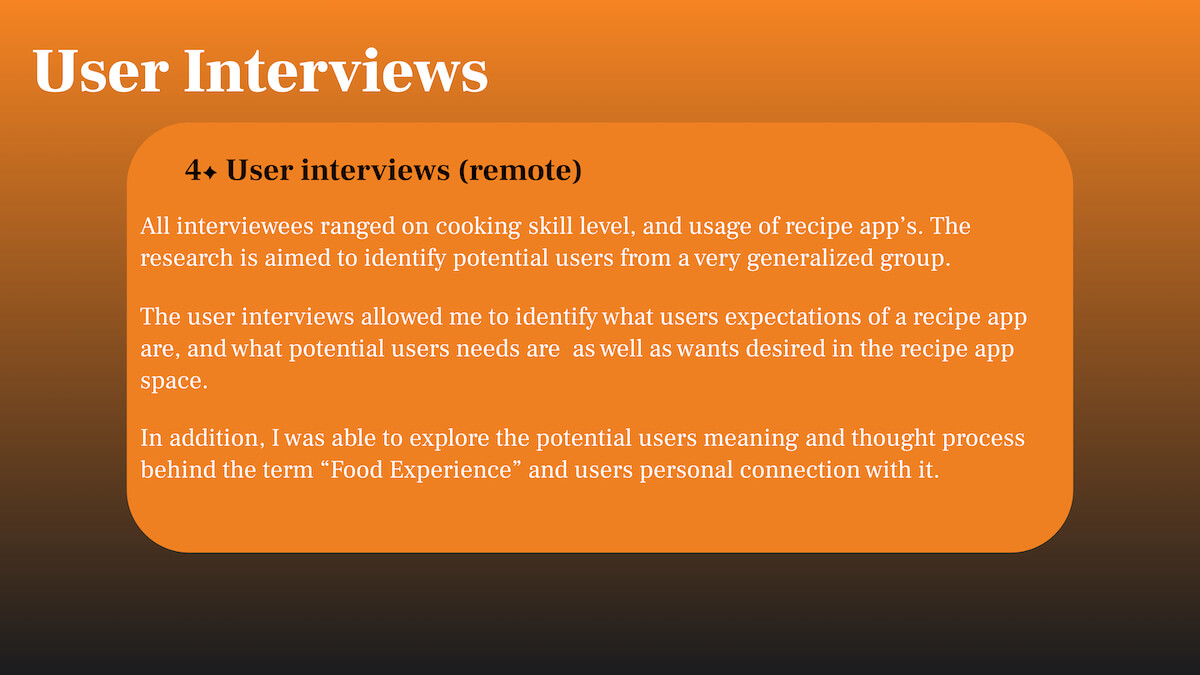 User Interviews
4✦ User interviews (remote)
All interviewees ranged on cooking skill level, and usage of recipe app’s. The
research is aimed to identify potential users from a very generalized group.
The user interviews allowed me to identify what users expectations of a recipe app
are, and what potential users needs are  as well as wants desired in the recipe app
space.
In addition, I was able to explore the potential users meaning and thought process
behind the term “Food Experience” and users personal connection with it.